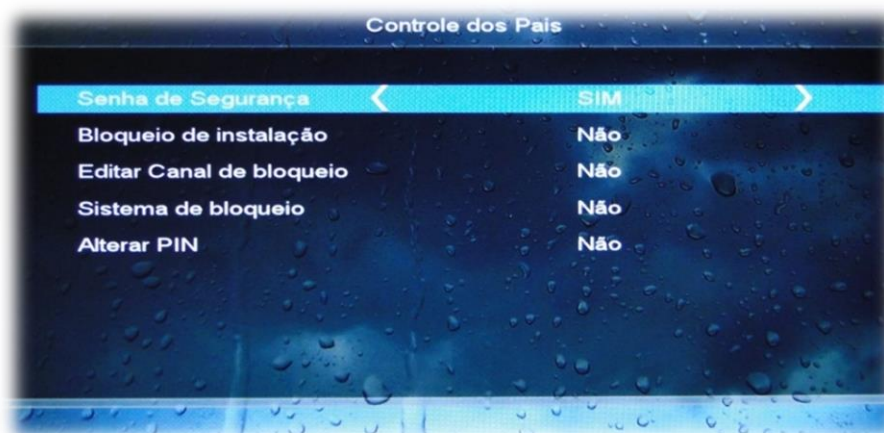 Controle dos Pais
Senha de Segurança SIM
Bloqueio de instalação Não
Editar Canal de bloqueio Não
Sistema de bloqueio Não
Alterar PIN Não